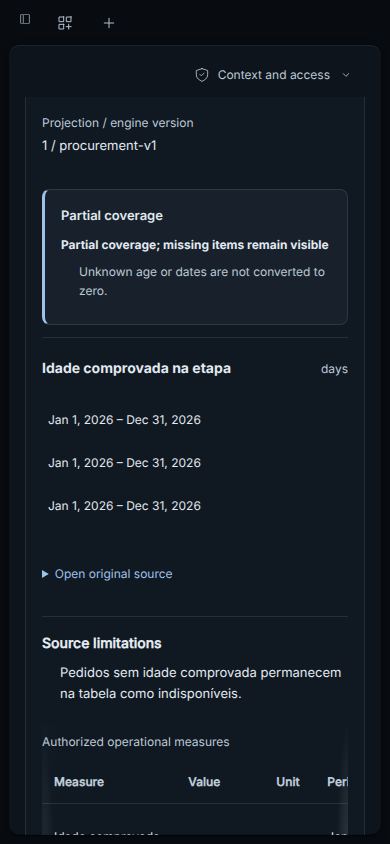 Context and access
Projection / engine version
1 / procurement-v1
Partial coverage
Partial coverage; missing items remain visible
Unknown age or dates are not converted to
zero.
Idade comprovada na etapa days
Jan 1, 2026 – Dec 31, 2026
Jan 1, 2026 – Dec 31, 2026
Jan 1, 2026 – Dec 31, 2026
Open original source
Source limitations
Pedidos sem idade comprovada permanecem
na tabela como indisponíveis.
Authorized operational measures
Measure Value Unit